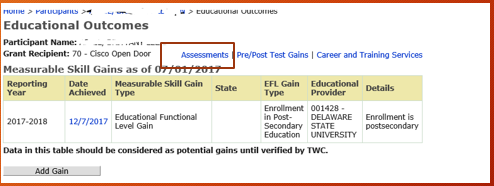 Home > Participants > > Educational Outcomes
Educational Outcomes
Participant Name:
Grant Recipient: 70 - Cisco Open Door
Assessments | Pre/Post Test Gains | Career and Training Services
Measurable Skill Gains as of 07/01/2017
Reporting Year Date Achieved Measurable Skill Gain Type State EFL Gain Type Educational Provider Details
2017-2018 12/7/2017 Educational Functional Level Gain Enrollment in Post-Secondary Education 001428 - DELAWARE STATE UNIVERSITY Enrollment is postsecondary
Data in this table should be considered as potential gains until verified by TWC.
Add Gain